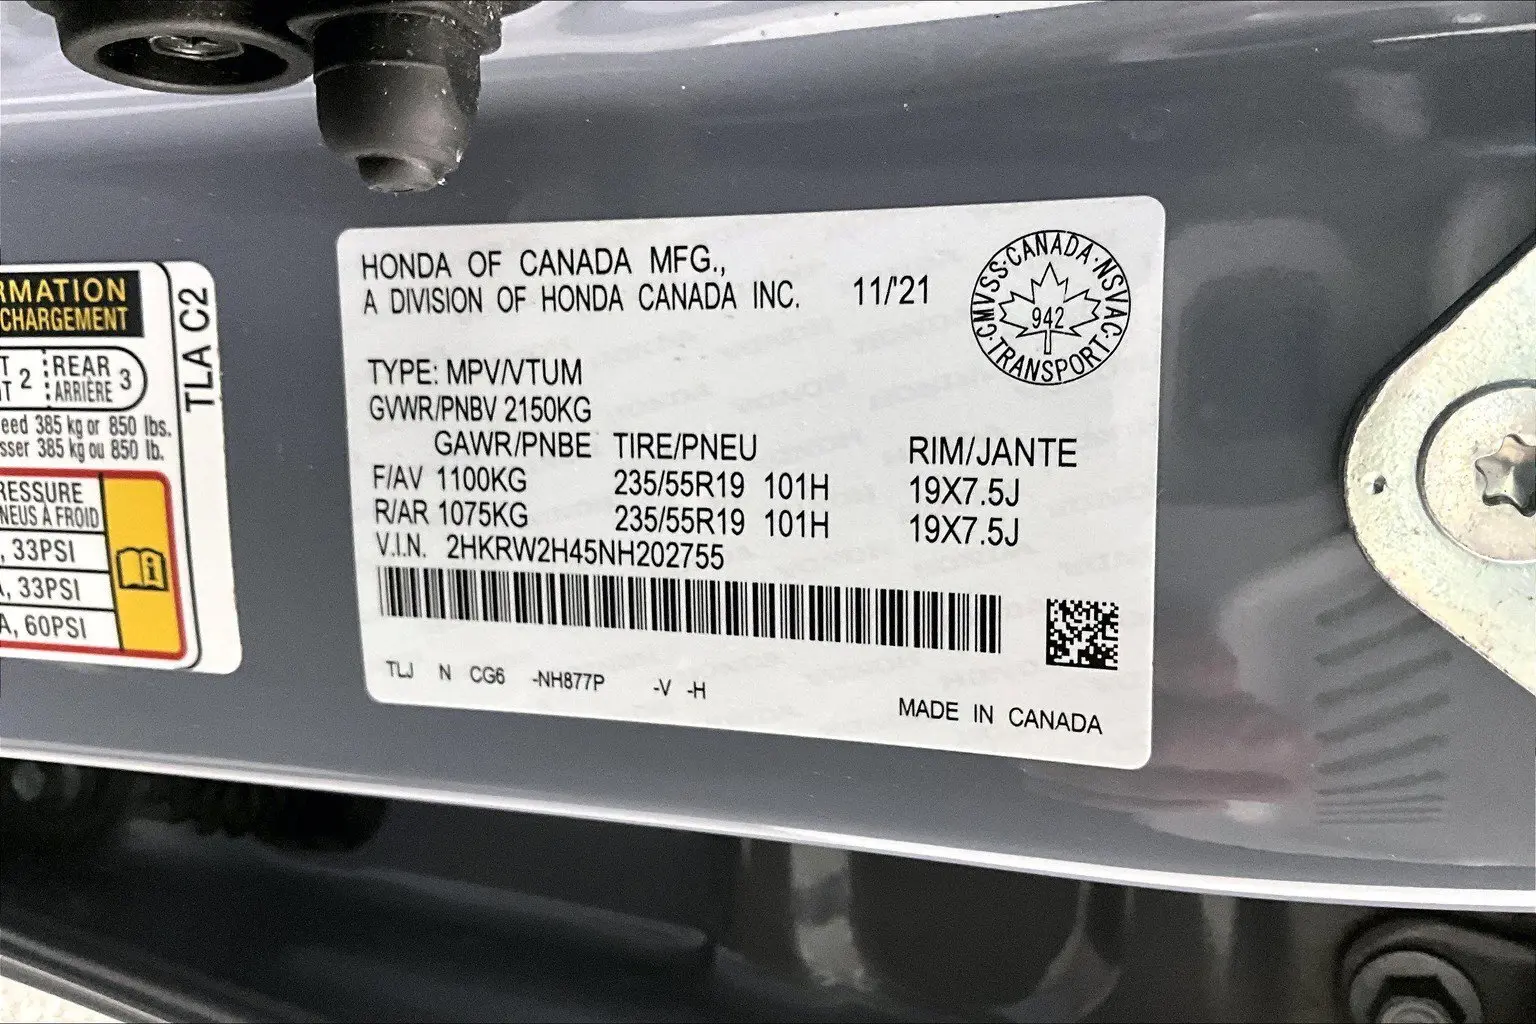 RMATION
CHARGEMENT
T 2 REAR 3
IT ARRIÈRE
eed 385 kg or 850 lbs.
sser 385 kg ou 850 lb.
RESSURE
NEUS À FROID
, 33PSI
, 33PSI
A, 60PSI
TLA C2
HONDA OF CANADA MFG.,
A DIVISION OF HONDA CANADA INC. 11/'21
CMVSS·CANADA·NSVAC·TRANSPORT·
942
TYPE: MPV/VTUM
GVWR/PNBV 2150KG
GAWR/PNBE TIRE/PNEU RIM/JANTE
F/AV 1100KG 235/55R19 101H 19X7.5J
R/AR 1075KG 235/55R19 101H 19X7.5J
V.I.N. 2HKRW2H45NH202755
TLJ N CG6 -NH877P -V -H
MADE IN CANADA